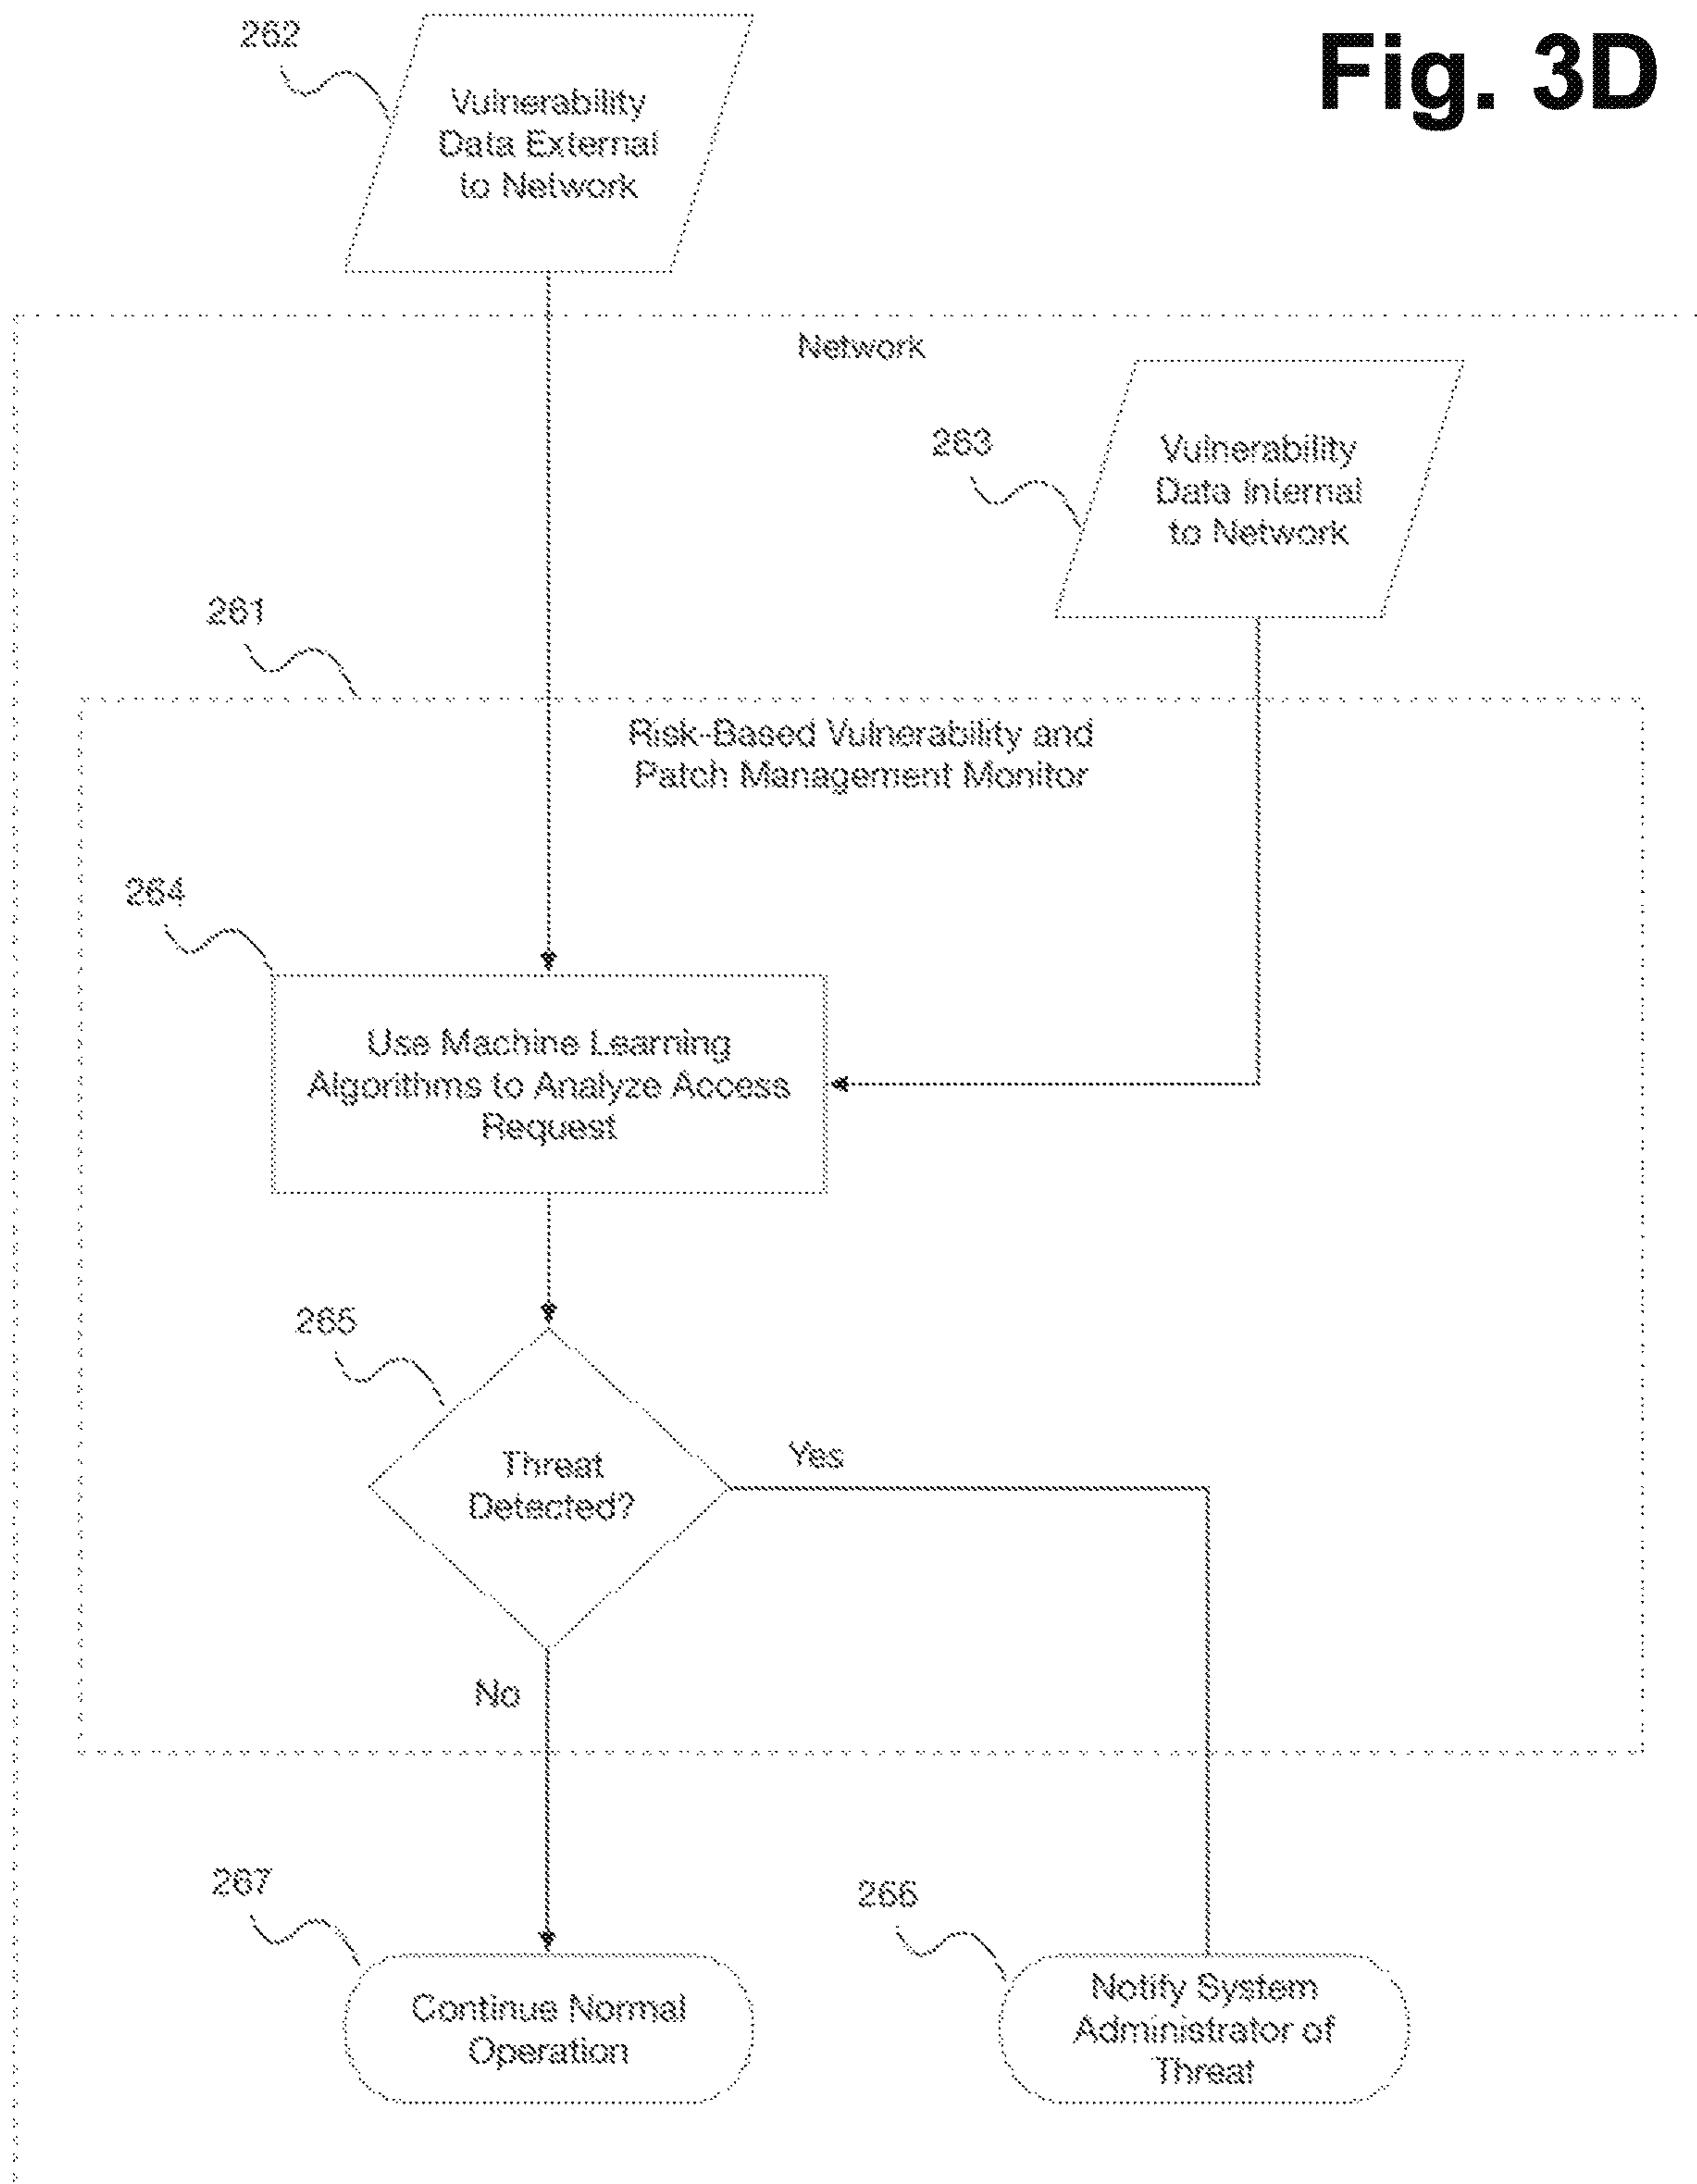 Fig. 3D
262
Vulnerability
Data External
to Network
Network
263
Vulnerability
Data Internal
to Network
261
Risk-Based Vulnerability and
Patch Management Monitor
264
Use Machine Learning
Algorithms to Analyze Access
Request
265
Threat
Detected?
Yes
No
267
Continue Normal
Operation
266
Notify System
Administrator of
Threat